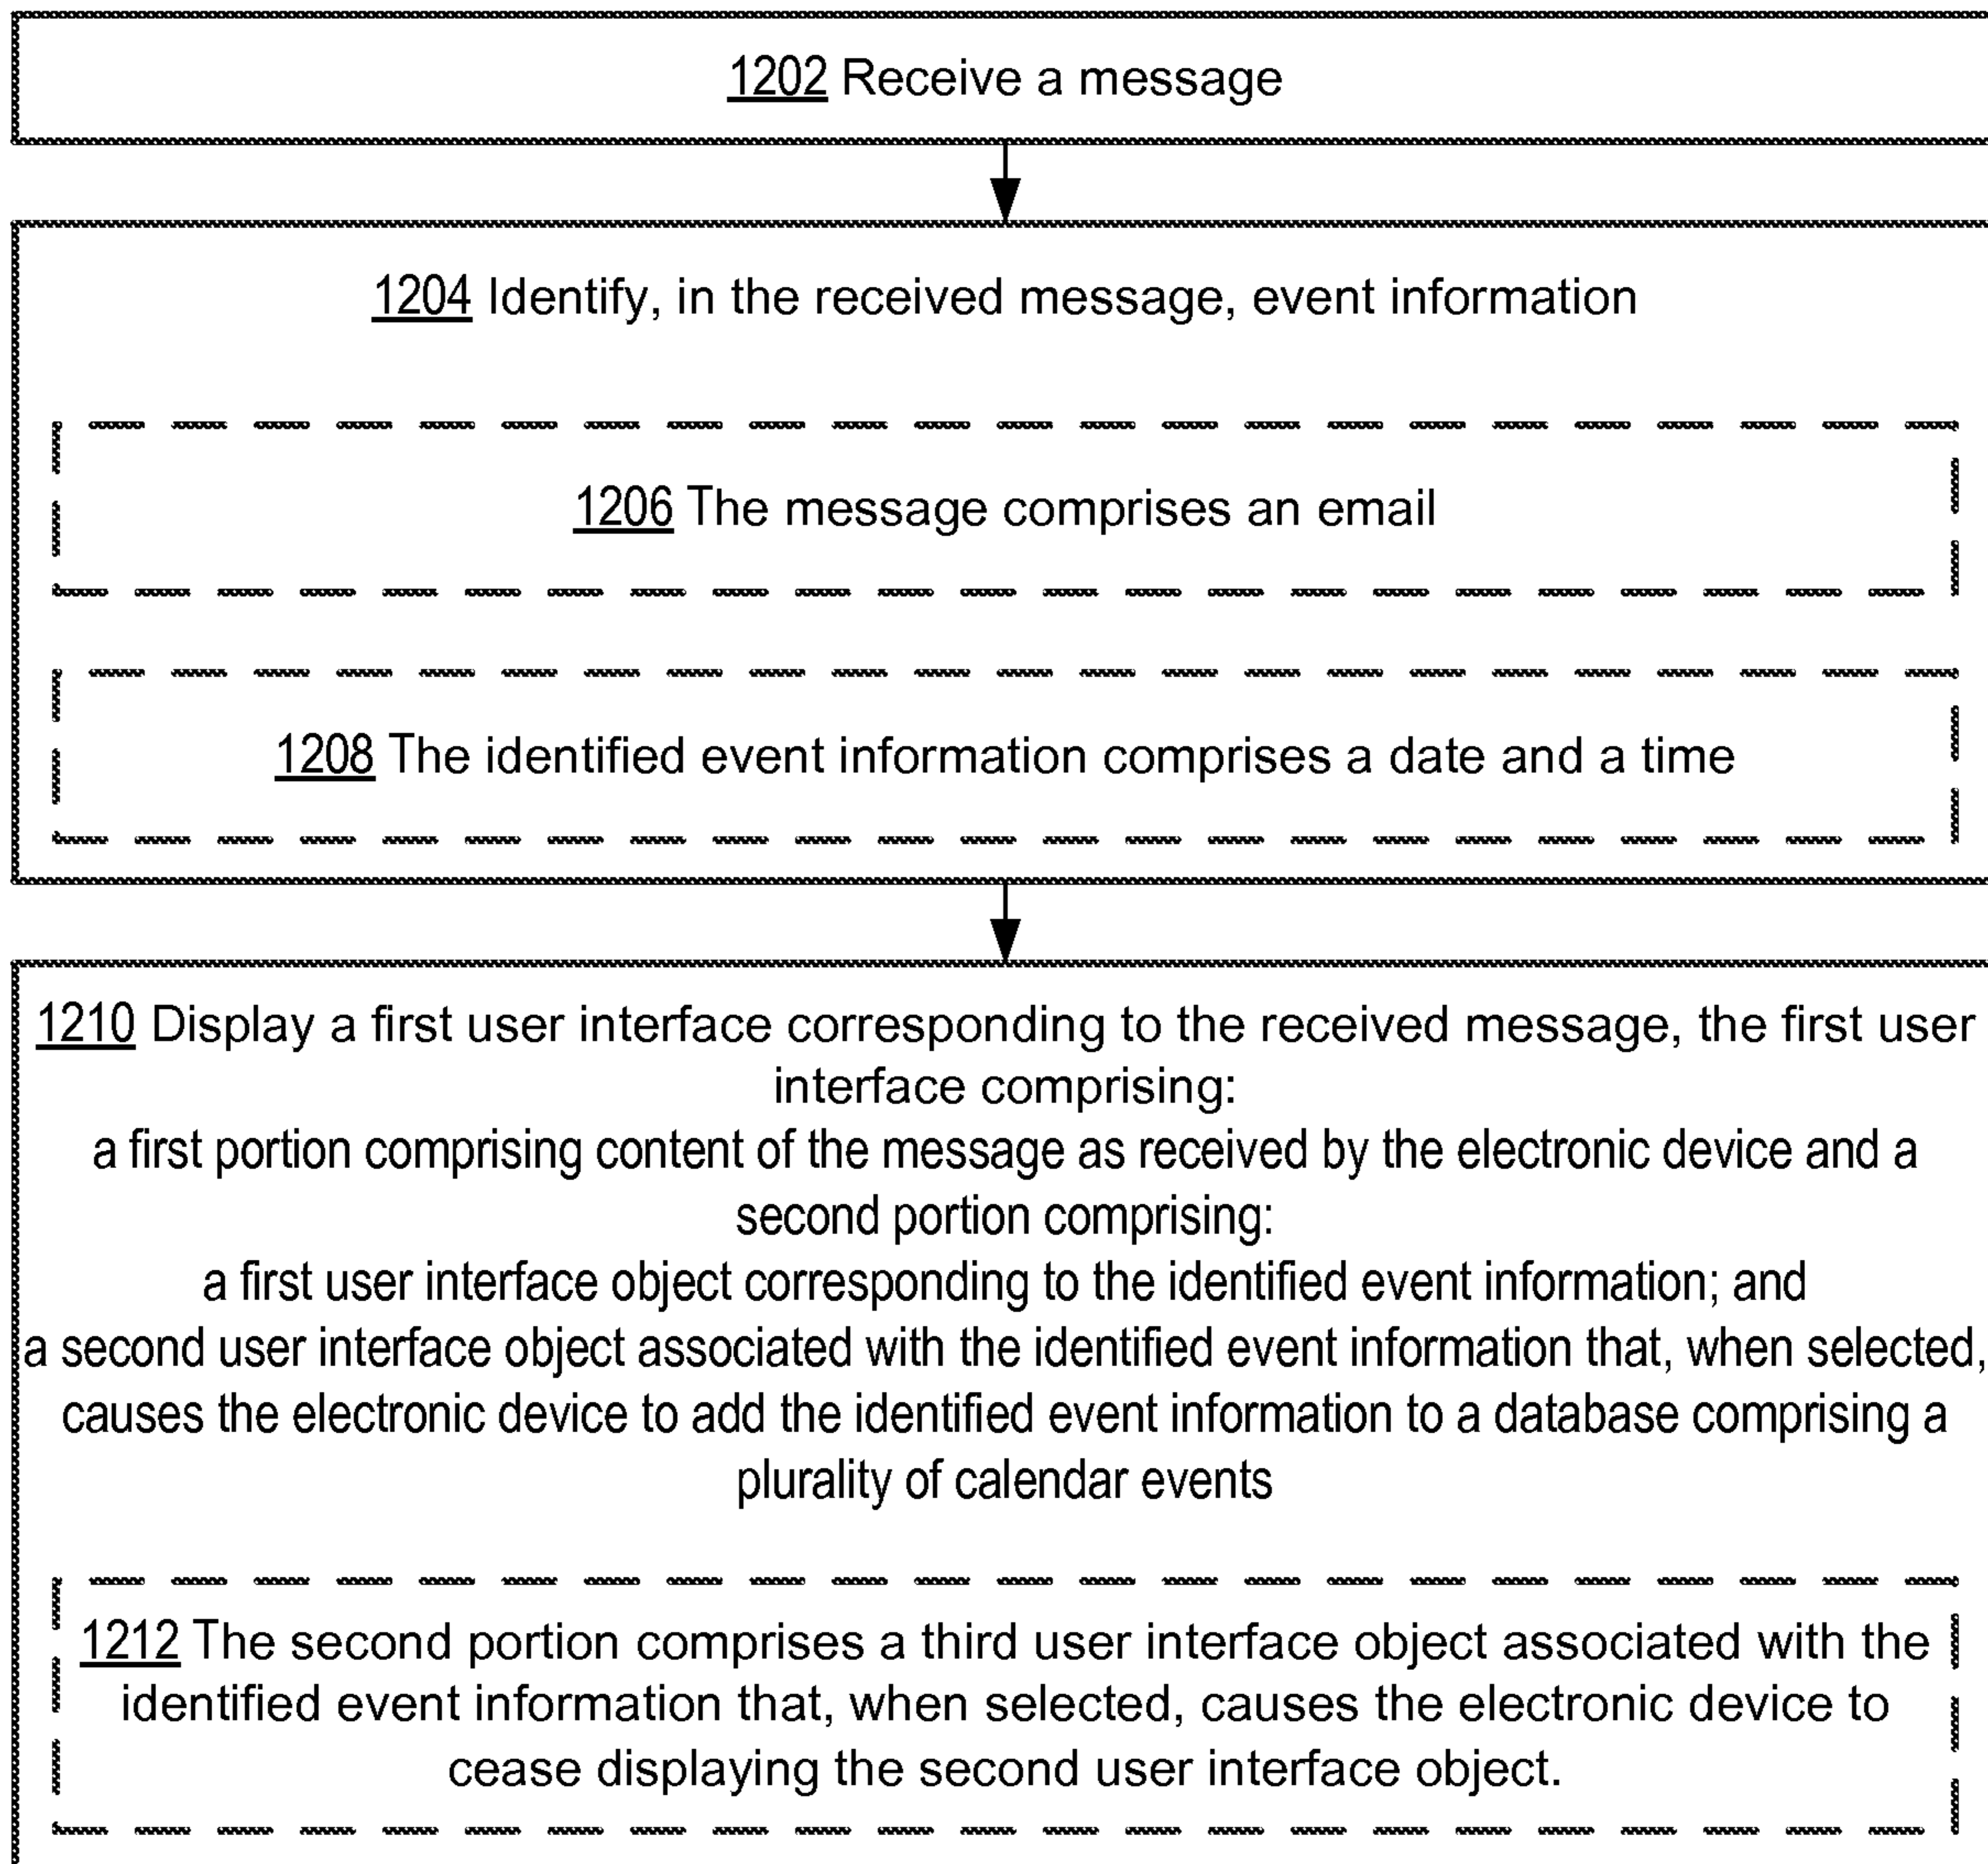 1202 Receive a message
1204 Identify, in the received message, event information
1206 The message comprises an email
1208 The identified event information comprises a date and a time
1210 Display a first user interface corresponding to the received message, the first user
interface comprising:
a first portion comprising content of the message as received by the electronic device and a
second portion comprising:
a first user interface object corresponding to the identified event information; and
a second user interface object associated with the identified event information that, when selected,
causes the electronic device to add the identified event information to a database comprising a
plurality of calendar events
1212 The second portion comprises a third user interface object associated with the
identified event information that, when selected, causes the electronic device to
cease displaying the second user interface object.